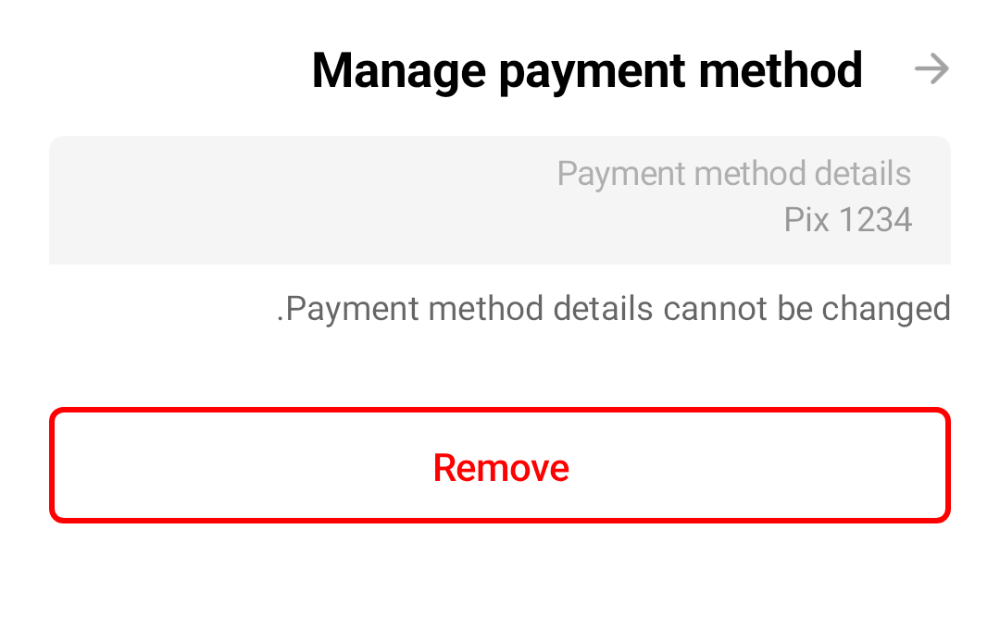 Manage payment method
Payment method details
Pix 1234
.Payment method details cannot be changed
Remove